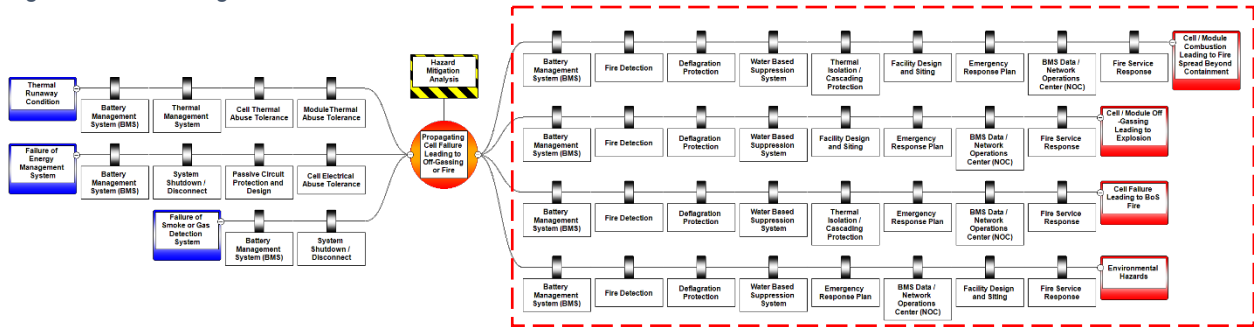 Thermal
Runaway
Condition
Battery
Management
System (BMS)
Thermal
Management
System
Cell Thermal
Abuse Tolerance
Module Thermal
Abuse Tolerance
Failure of
Energy
Management
System
Battery
Management
System (BMS)
System
Shutdown /
Disconnect
Passive Circuit
Protection and
Design
Cell Electrical
Abuse Tolerance
Failure of
Smoke or Gas
Detection
System
Battery
Management
System (BMS)
System
Shutdown /
Disconnect
Hazard
Mitigation
Analysis
Propagating
Cell Failure
Leading to
Off-Gassing
or Fire
Battery
Management
System (BMS)
Fire Detection
Deflagration
Protection
Water Based
Suppression
System
Thermal
Isolation /
Cascading
Protection
Facility Design
and Siting
Emergency
Response Plan
BMS Data /
Network
Operations
Center (NOC)
Fire Service
Response
Cell / Module
Combustion
Leading to Fire
Spread Beyond
Containment
Battery
Management
System (BMS)
Fire Detection
Deflagration
Protection
Water Based
Suppression
System
Facility Design
and Siting
Emergency
Response Plan
BMS Data /
Network
Operations
Center (NOC)
Fire Service
Response
Cell / Module Off
-Gassing
Leading to
Explosion
Battery
Management
System (BMS)
Fire Detection
Deflagration
Protection
Water Based
Suppression
System
Thermal
Isolation /
Cascading
Protection
Emergency
Response Plan
BMS Data /
Network
Operations
Center (NOC)
Fire Service
Response
Cell Failure
Leading to BoS
Fire
Battery
Management
System (BMS)
Fire Detection
Deflagration
Protection
Water Based
Suppression
System
Emergency
Response Plan
BMS Data /
Network
Operations
Center (NOC)
Facility Design
and Siting
Fire Service
Response
Environmental
Hazards